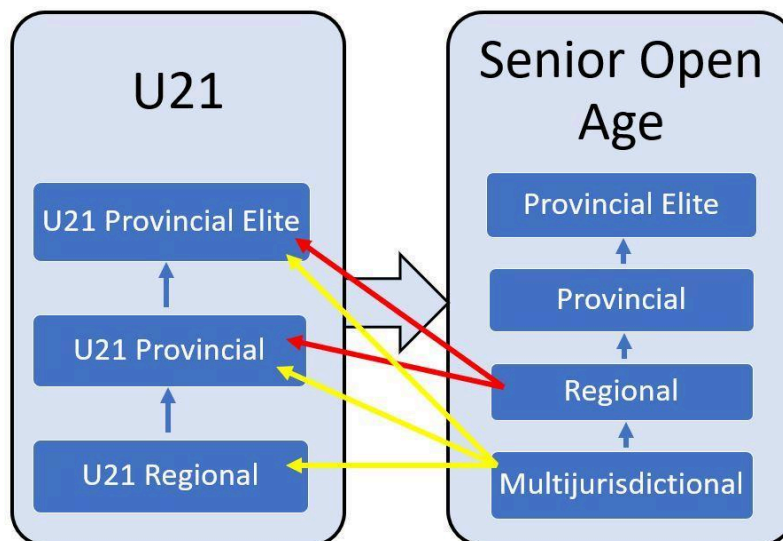 U21
U21 Provincial Elite
U21 Provincial
U21 Regional
Senior Open
Age
Provincial Elite
Provincial
Regional
Multijurisdictional